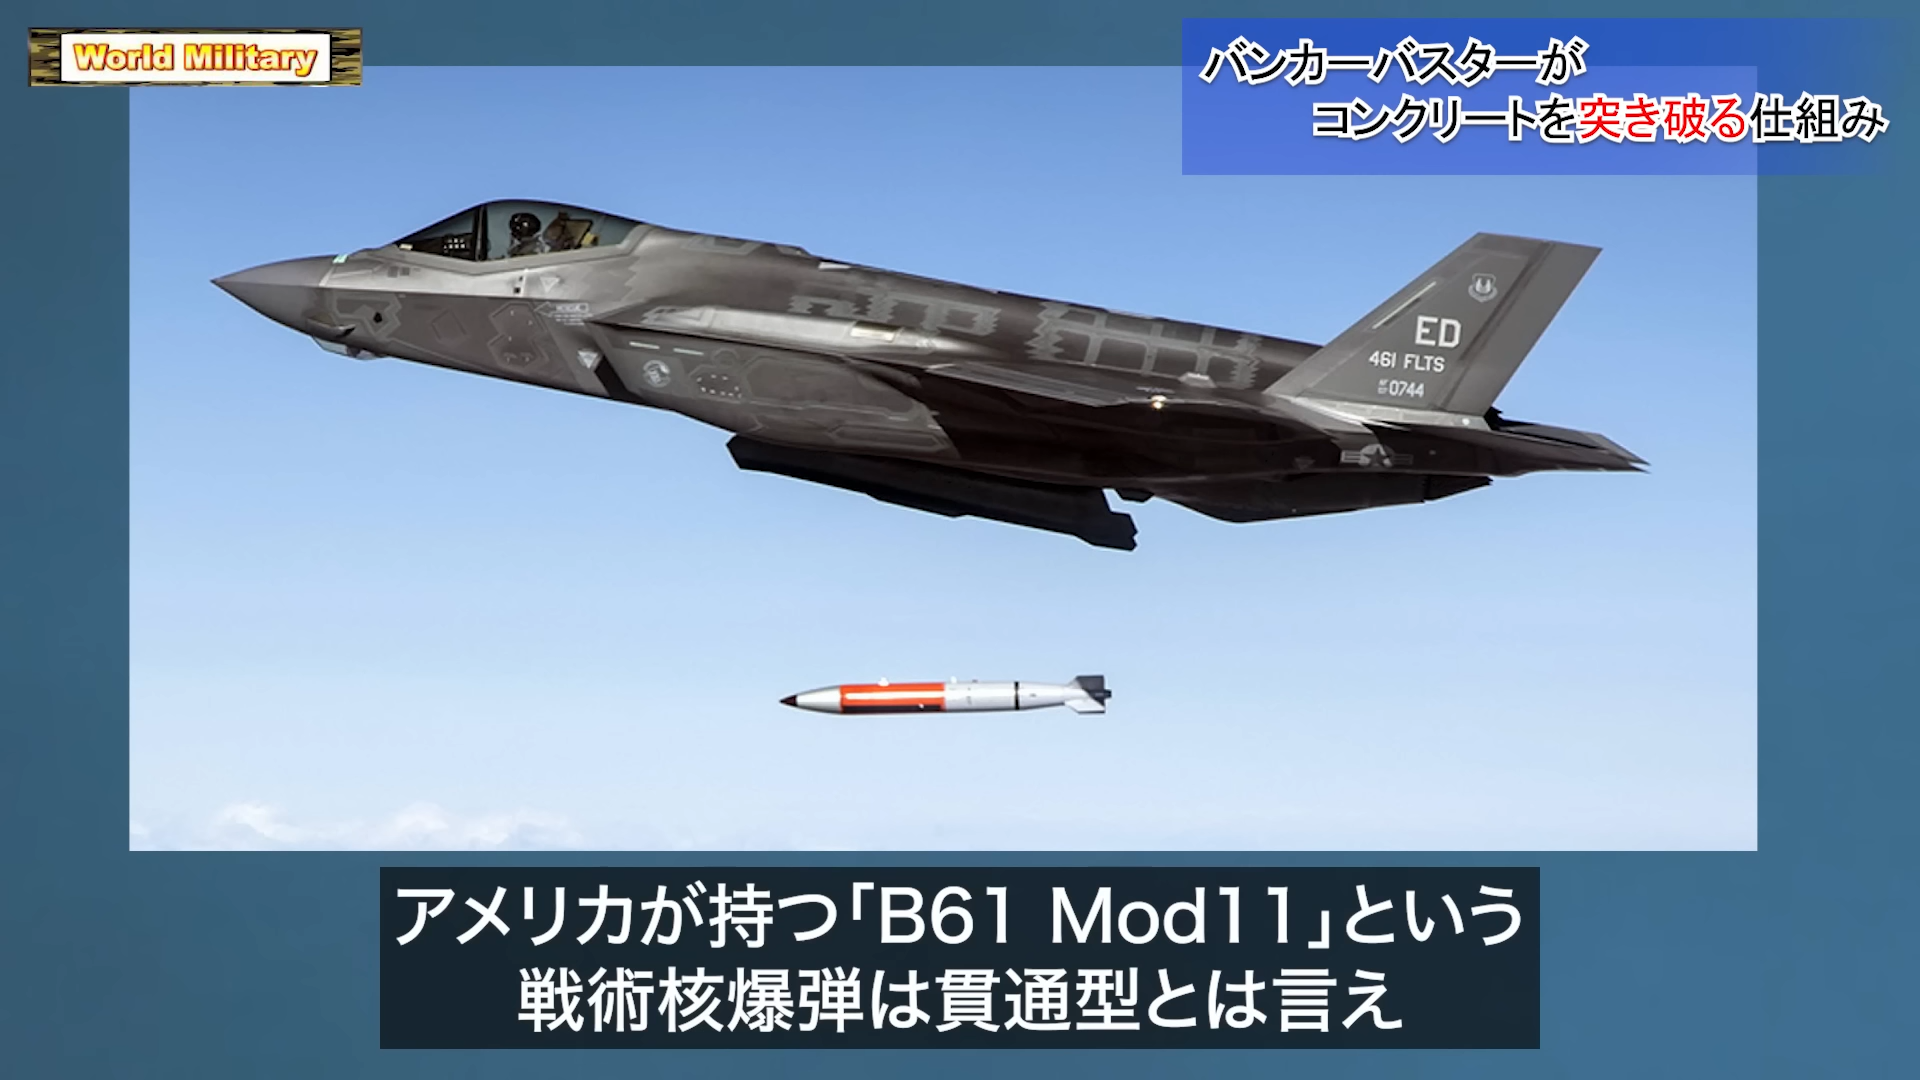 World Military
バンカーバスターが
コンクリートを突き破る仕組み
ED
461 FLTS
AF
07
0744
アメリカが持つ「B61 Mod11」という
戦術核爆弾は貫通型とは言え